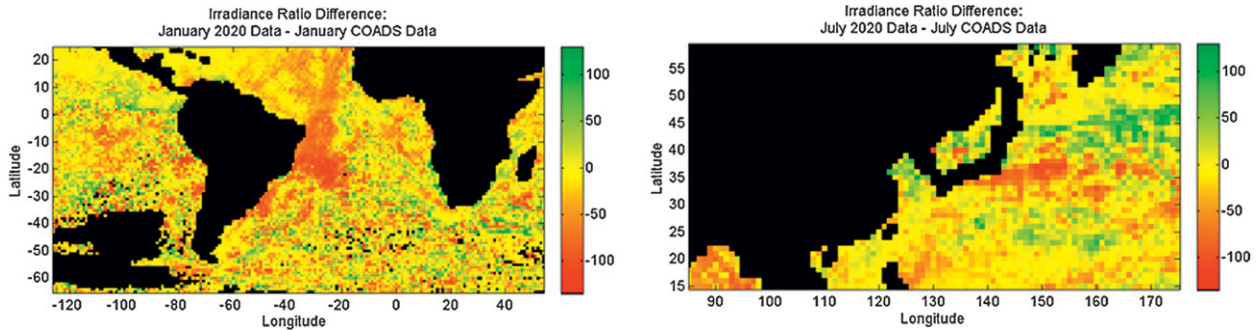 Irradiance Ratio Difference:
January 2020 Data - January COADS Data
Latitude
20
10
0
-10
-20
-30
-40
-50
-60
-120 -100 -80 -60 -40 -20 0 20 40
Longitude
100
50
0
-50
-100
Irradiance Ratio Difference:
July 2020 Data - July COADS Data
Latitude
55
50
45
40
35
30
25
20
15
90 100 110 120 130 140 150 160 170
Longitude
100
50
0
-50
-100